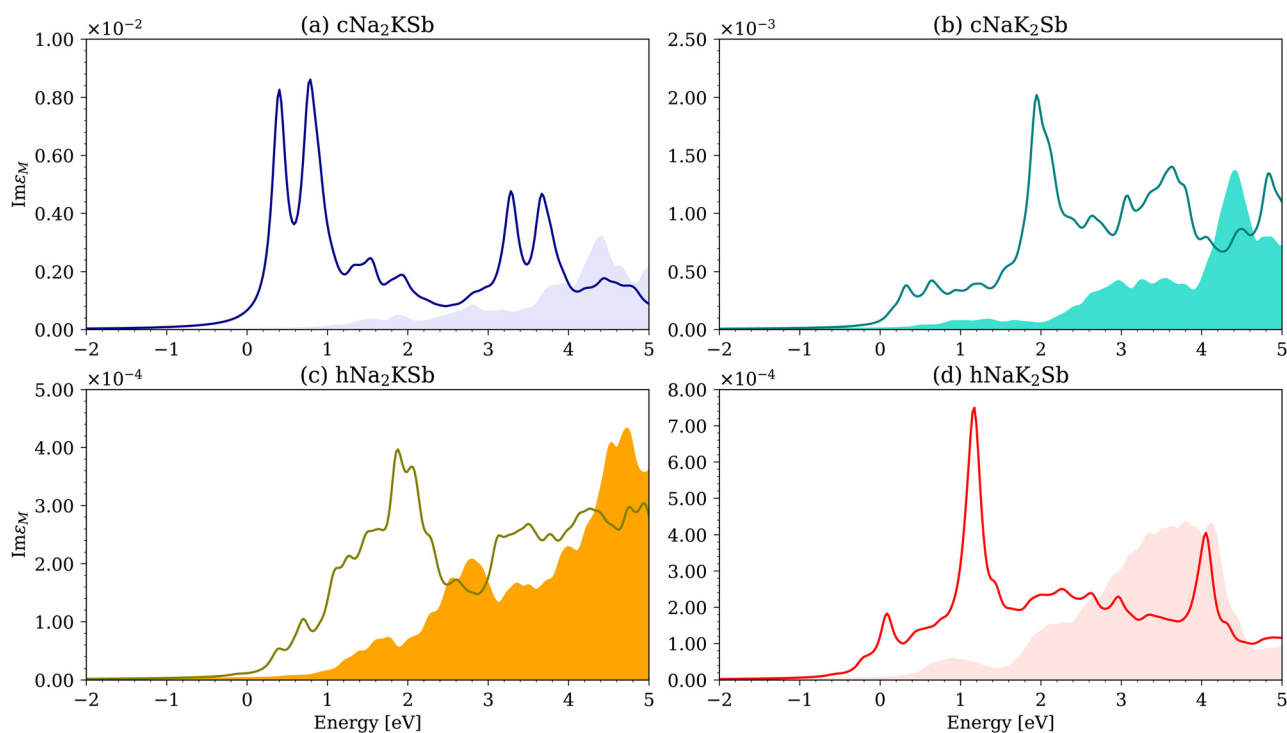 ×10⁻² (a) cNa₂KSb
1.00
0.80
0.60
0.40
0.20
0.00
Imε_M
−2 −1 0 1 2 3 4 5
×10⁻³ (b) cNaK₂Sb
2.50
2.00
1.50
1.00
0.50
0.00
−2 −1 0 1 2 3 4 5
×10⁻⁴ (c) hNa₂KSb
5.00
4.00
3.00
2.00
1.00
0.00
Imε_M
−2 −1 0 1 2 3 4 5
Energy [eV]
×10⁻⁴ (d) hNaK₂Sb
8.00
7.00
6.00
5.00
4.00
3.00
2.00
1.00
0.00
−2 −1 0 1 2 3 4 5
Energy [eV]